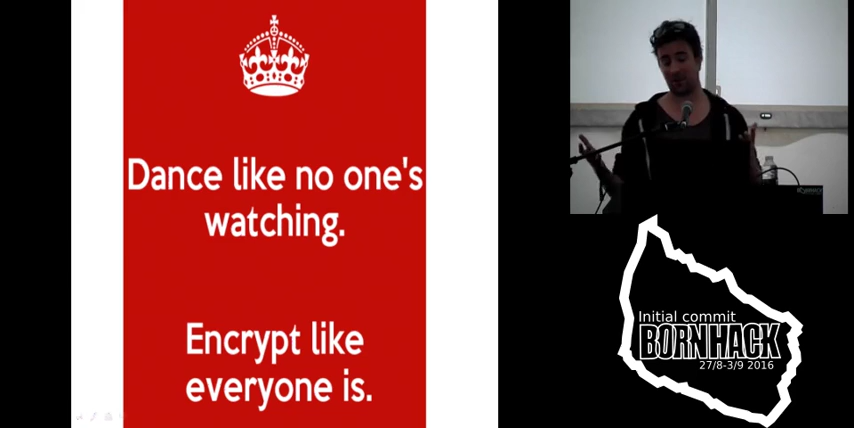 Dance like no one's
watching.
Encrypt like
everyone is.
Initial commit
BORNHACK
27/8-3/9 2016